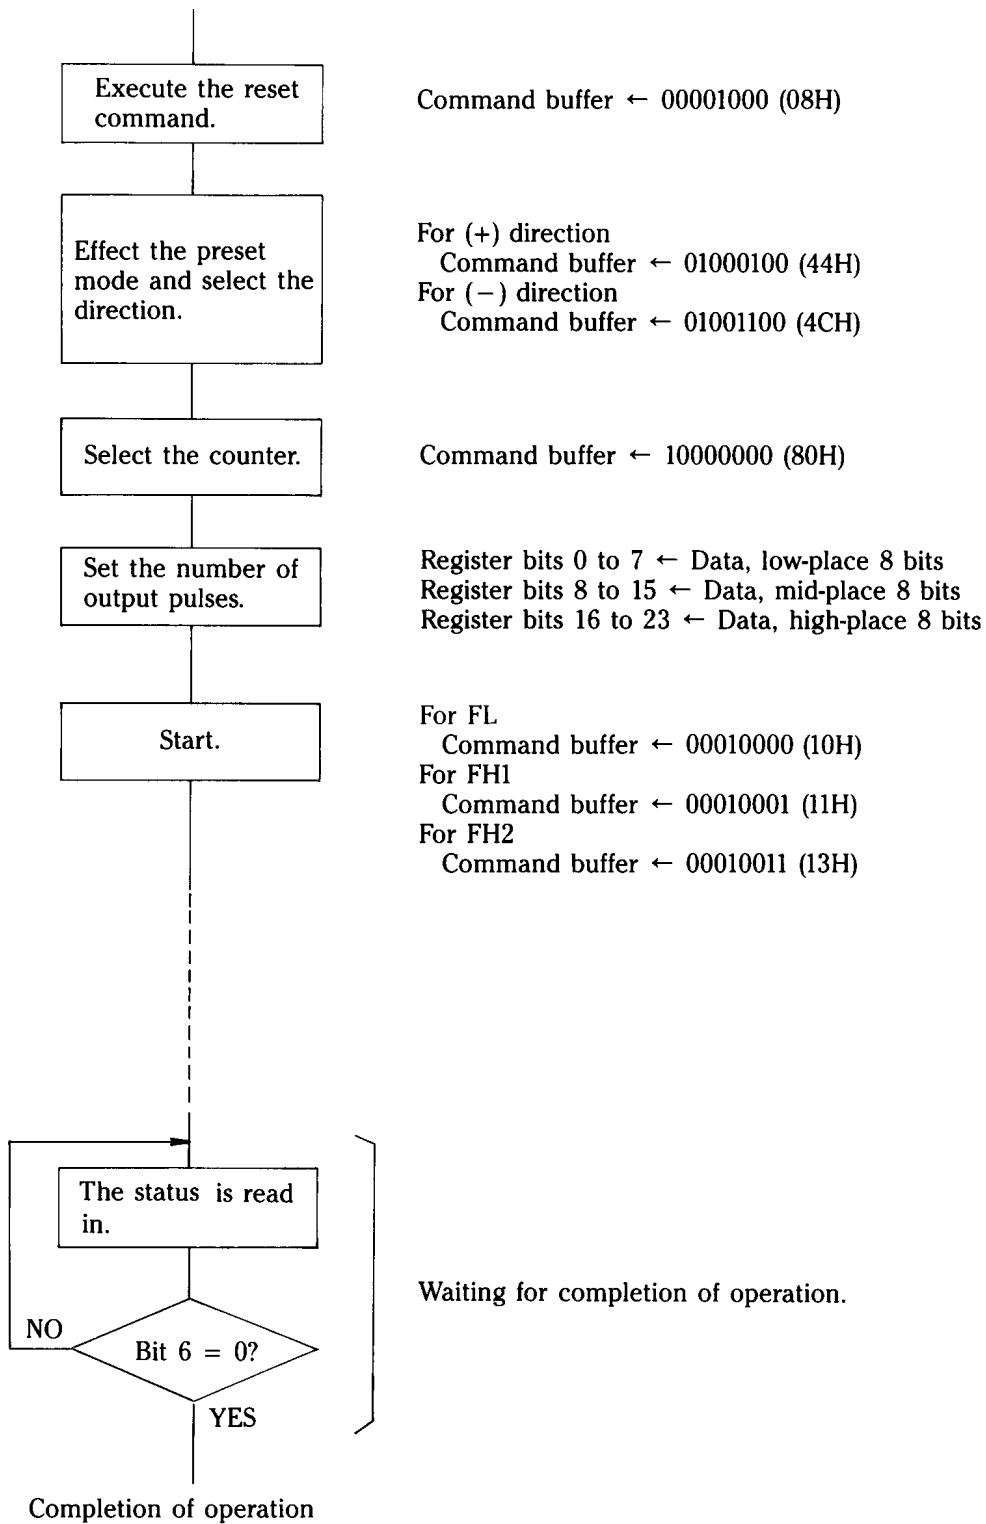 Execute the reset
command.
Command buffer ← 00001000 (08H)
Effect the preset
mode and select the
direction.
For (+) direction
Command buffer ← 01000100 (44H)
For (−) direction
Command buffer ← 01001100 (4CH)
Select the counter.
Command buffer ← 10000000 (80H)
Set the number of
output pulses.
Register bits 0 to 7 ← Data, low-place 8 bits
Register bits 8 to 15 ← Data, mid-place 8 bits
Register bits 16 to 23 ← Data, high-place 8 bits
Start.
For FL
Command buffer ← 00010000 (10H)
For FH1
Command buffer ← 00010001 (11H)
For FH2
Command buffer ← 00010011 (13H)
The status is read
in.
Waiting for completion of operation.
NO
Bit 6 = 0?
YES
Completion of operation